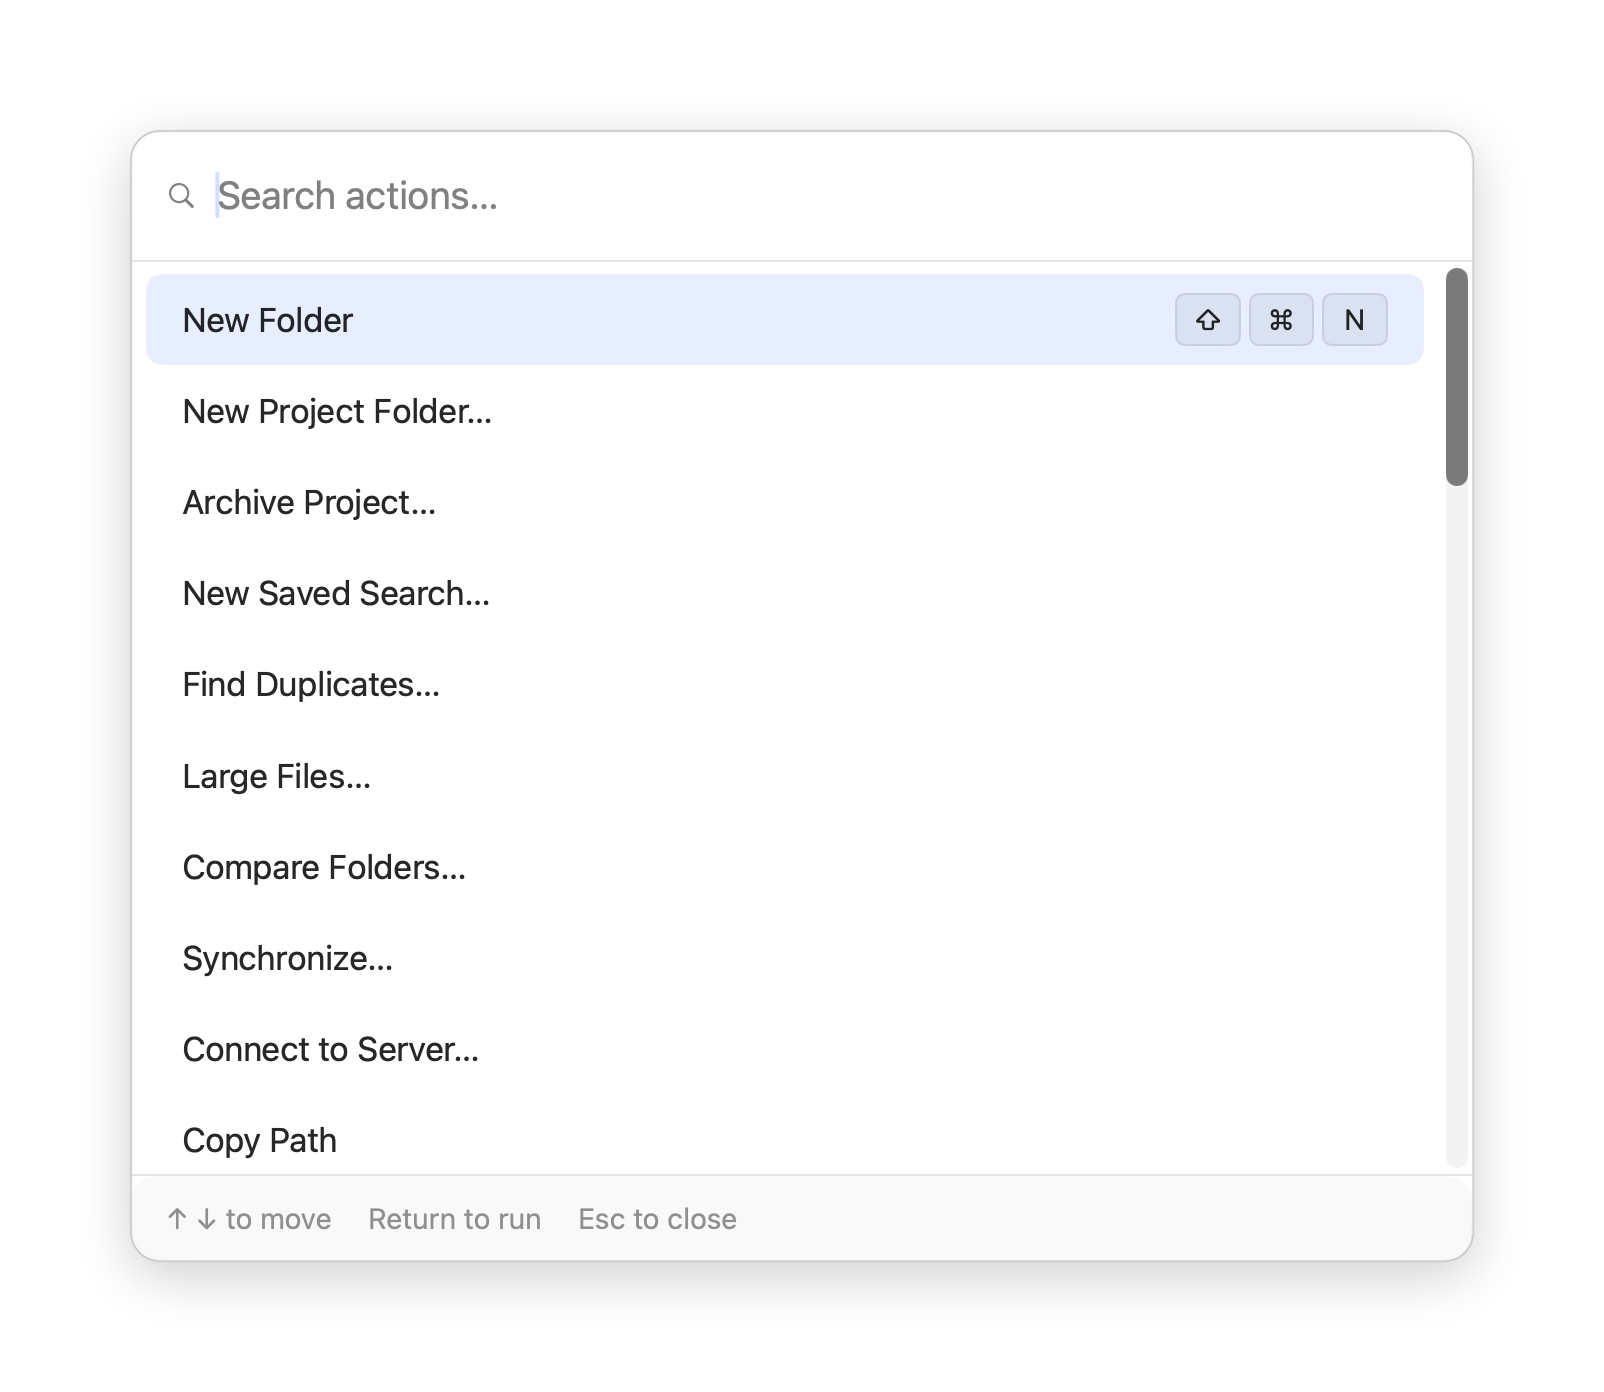 Search actions...
New Folder ⇧ ⌘ N
New Project Folder...
Archive Project...
New Saved Search...
Find Duplicates...
Large Files...
Compare Folders...
Synchronize...
Connect to Server...
Copy Path
↑ ↓ to move Return to run Esc to close